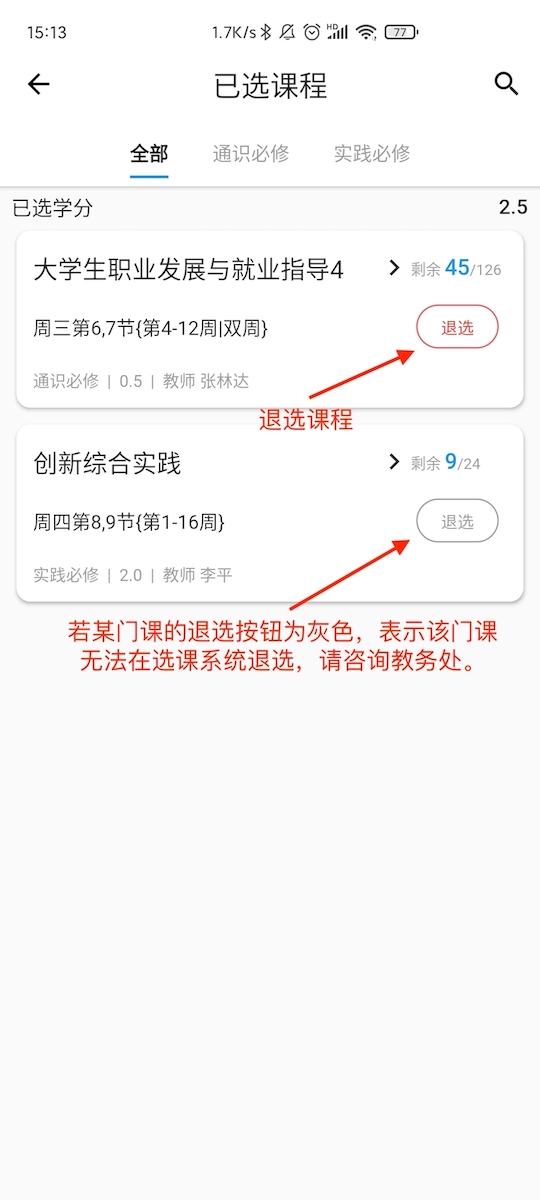 15:13 1.7K/s HD 77
已选课程
全部 通识必修 实践必修
已选学分 2.5
大学生职业发展与就业指导4 剩余 45/126
周三第6,7节{第4-12周|双周} 退选
通识必修 | 0.5 | 教师 张林达
退选课程
创新综合实践 剩余 9/24
周四第8,9节{第1-16周} 退选
实践必修 | 2.0 | 教师 李平
若某门课的退选按钮为灰色，表示该门课
无法在选课系统退选，请咨询教务处。